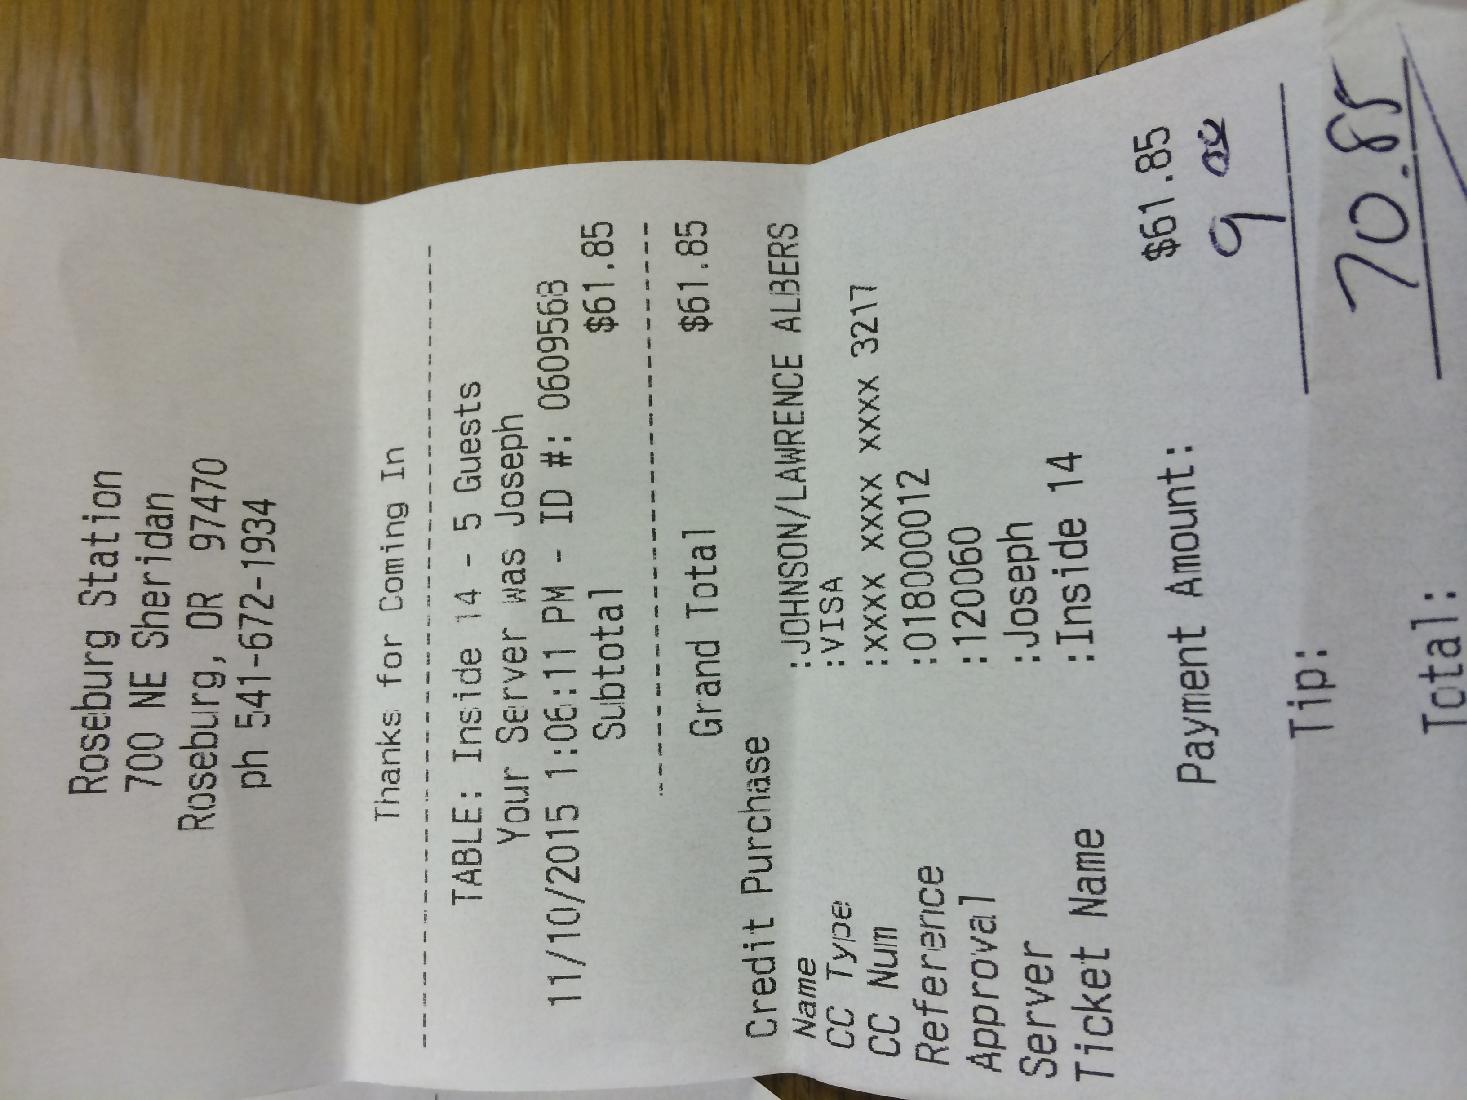 Roseburg Station
700 NE Sheridan
Roseburg, OR 97470
ph 541-672-1934
Thanks for Coming In
TABLE: Inside 14 - 5 Guests
Your Server was Joseph
11/10/2015 1:06:11 PM - ID #: 0609568
Subtotal $61.85
Grand Total $61.85
Credit Purchase
Name :JOHNSON/LAWRENCE ALBERS
CC Type :VISA
CC Num :xxxx xxxx xxxx 3217
Reference :018000012
Approval :120060
Server :Joseph
Ticket Name :Inside 14
Payment Amount: $61.85
Tip: 9 00
Total: 70.85